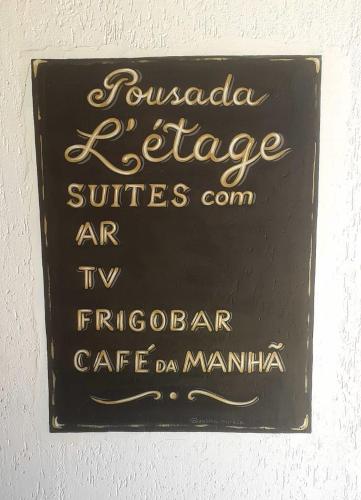 Pousada
L'étage
SUITES com
AR
TV
FRIGOBAR
CAFÉ DA MANHÃ